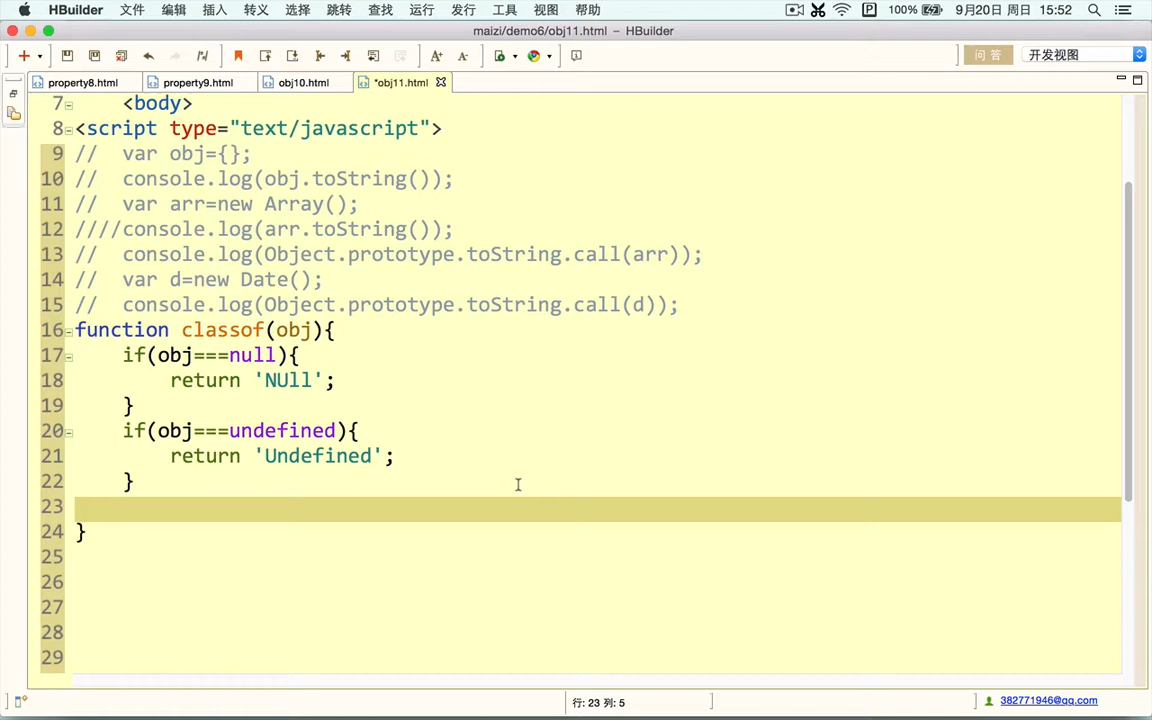 HBuilder 文件 编辑 插入 转义 选择 跳转 查找 运行 发行 工具 视图 帮助 P 100% 9月20日 周日 15:52
maizi/demo6/obj11.html – HBuilder
问答 开发视图
property8.html property9.html obj10.html *obj11.html
7 <body>
8 <script type="text/javascript">
9 // var obj={};
10 // console.log(obj.toString());
11 // var arr=new Array();
12 ////console.log(arr.toString());
13 // console.log(Object.prototype.toString.call(arr));
14 // var d=new Date();
15 // console.log(Object.prototype.toString.call(d));
16 function classof(obj){
17 if(obj===null){
18 return 'NUll';
19 }
20 if(obj===undefined){
21 return 'Undefined';
22 }
23
24 }
25
26
27
28
29
行: 23 列: 5 382771946@qq.com